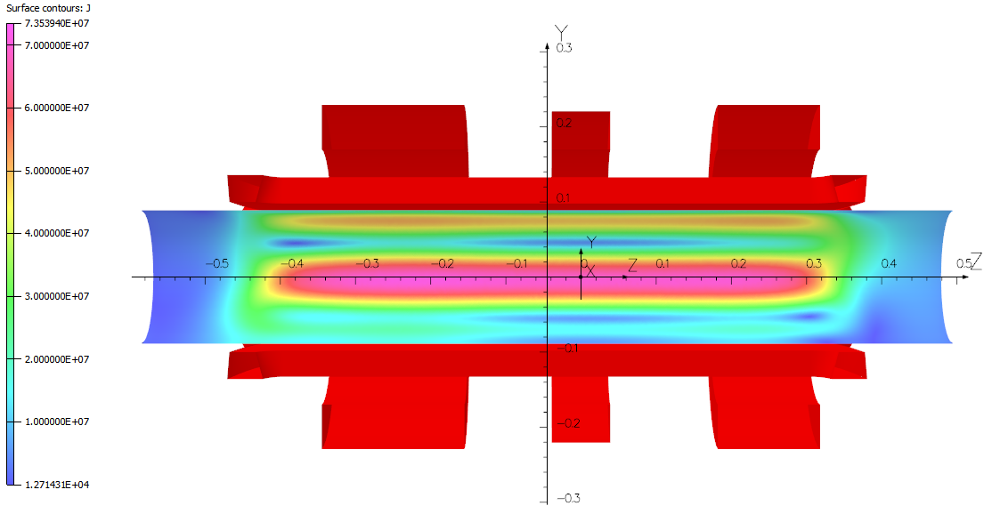 Surface contours: J
7.353940E+07
7.000000E+07
6.000000E+07
5.000000E+07
4.000000E+07
3.000000E+07
2.000000E+07
1.000000E+07
1.271431E+04
Y
0.3
0.2
0.1
Y
−0.5 −0.4 −0.3 −0.2 −0.1 0 X Z 0.1 0.2 0.3 0.4 0.5 Z
−0.1
−0.2
−0.3